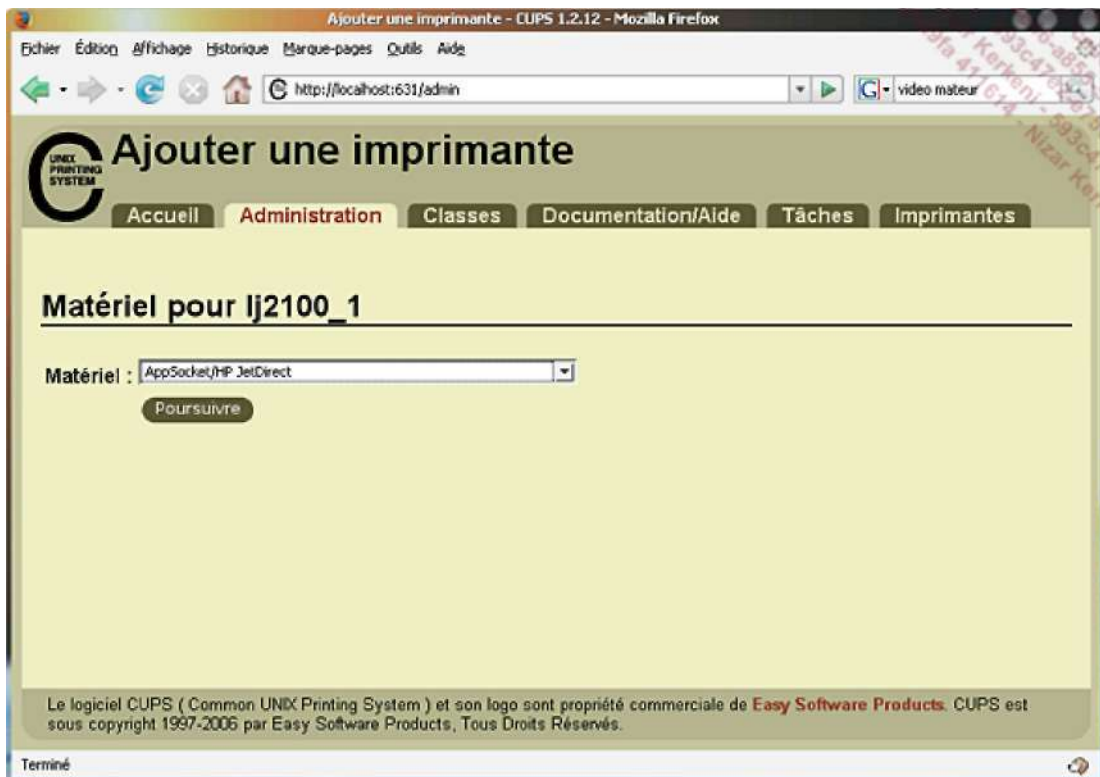 Ajouter une imprimante - CUPS 1.2.12 - Mozilla Firefox
Fichier Édition Affichage Historique Marque-pages Outils Aide
http://localhost:631/admin
G video mateur
UNIX PRINTING SYSTEM
Ajouter une imprimante
Accueil Administration Classes Documentation/Aide Tâches Imprimantes
Matériel pour lj2100_1
Matériel : AppSocket/HP JetDirect
Poursuivre
Le logiciel CUPS ( Common UNIX Printing System ) et son logo sont propriété commerciale de Easy Software Products. CUPS est
sous copyright 1997-2006 par Easy Software Products, Tous Droits Réservés.
Terminé